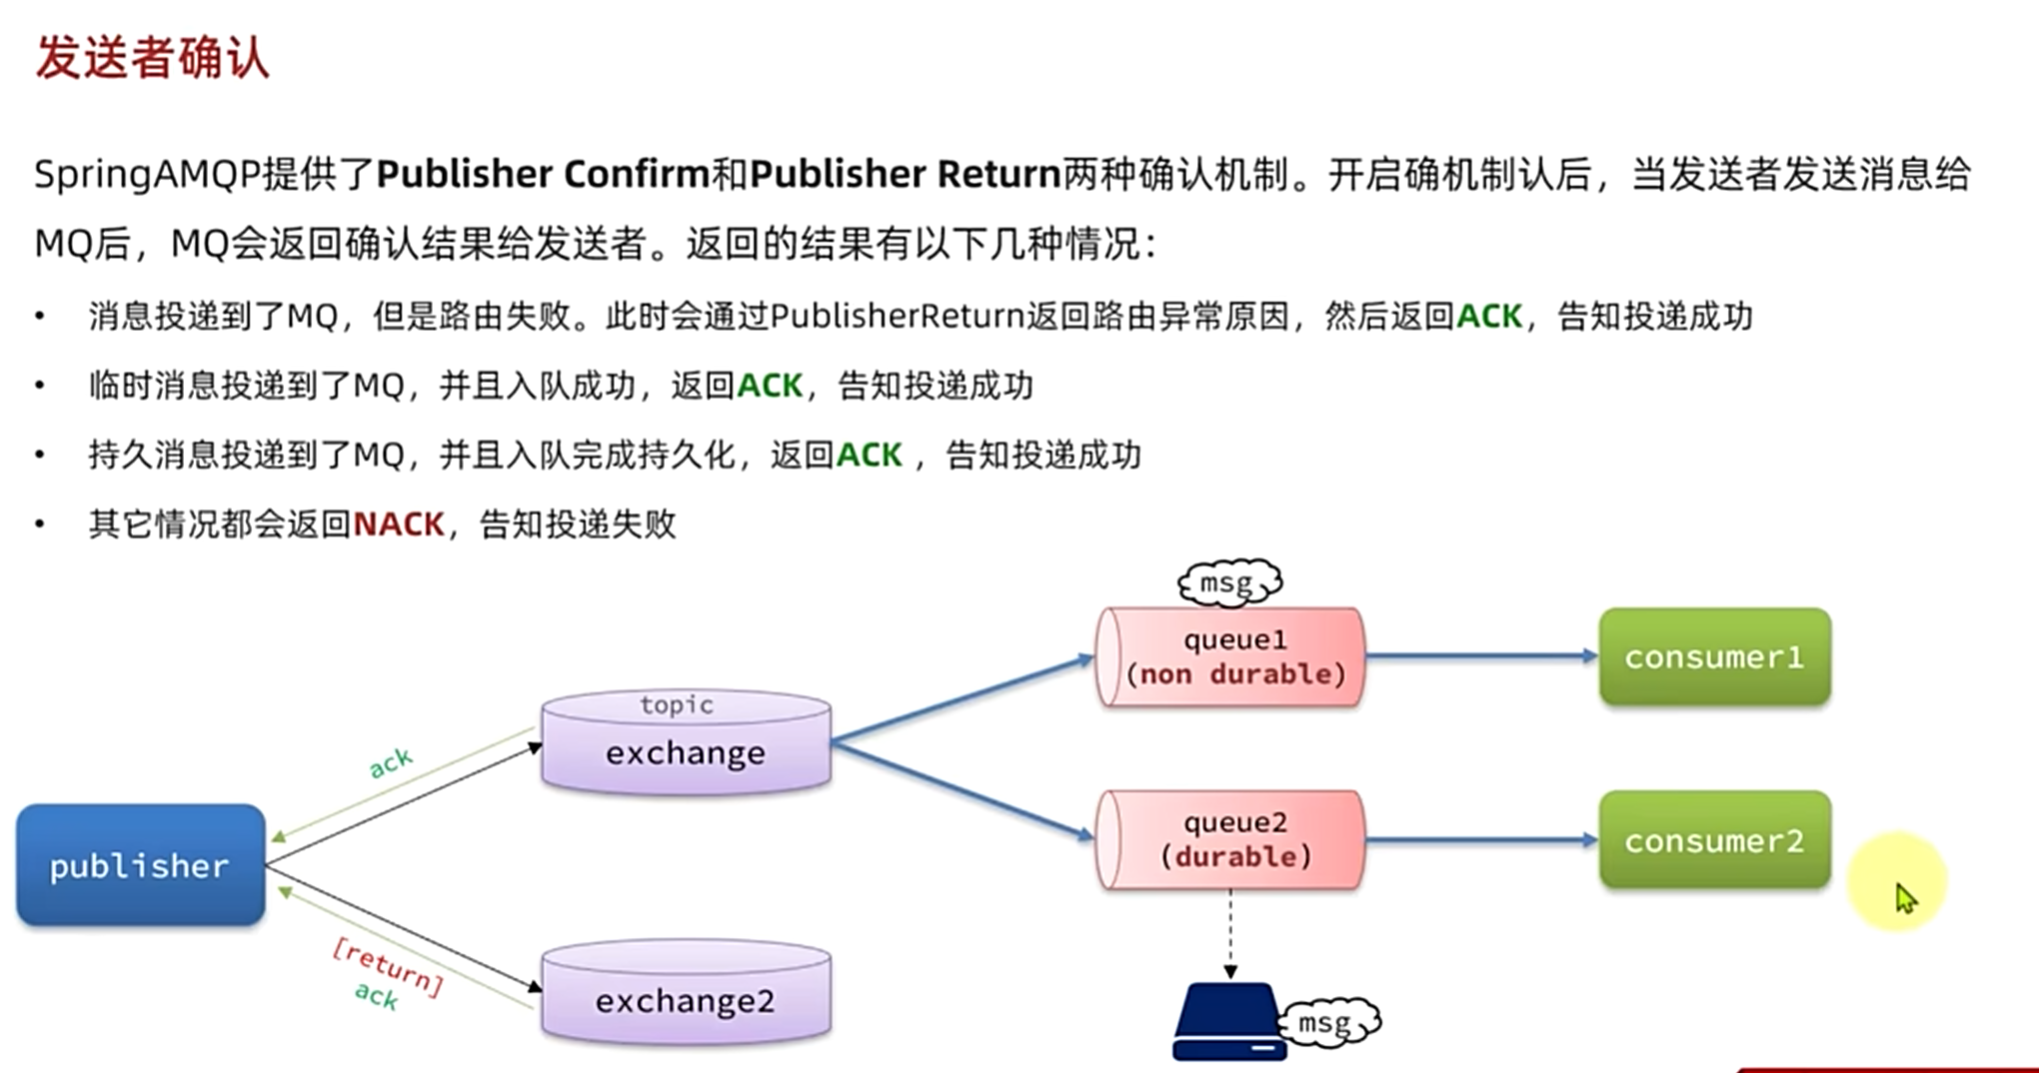 发送者确认
SpringAMQP提供了Publisher Confirm和Publisher Return两种确认机制。开启确机制认后，当发送者发送消息给
MQ后，MQ会返回确认结果给发送者。返回的结果有以下几种情况：
• 消息投递到了MQ，但是路由失败。此时会通过PublisherReturn返回路由异常原因，然后返回ACK，告知投递成功
• 临时消息投递到了MQ，并且入队成功，返回ACK，告知投递成功
• 持久消息投递到了MQ，并且入队完成持久化，返回ACK ，告知投递成功
• 其它情况都会返回NACK，告知投递失败
msg
queue1
(non durable)
consumer1
topic
exchange
ack
queue2
(durable)
consumer2
publisher
[return]
ack
exchange2
msg